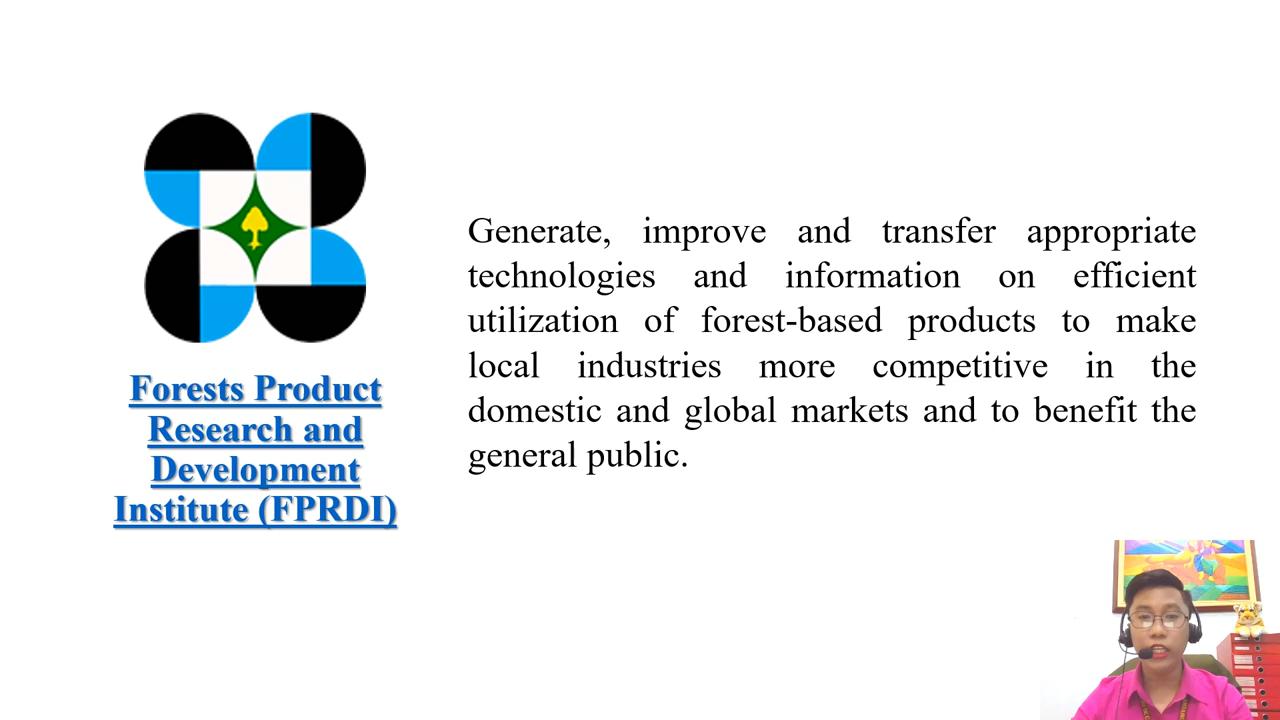 Forests Product
Research and
Development
Institute (FPRDI)
Generate, improve and transfer appropriate
technologies and information on efficient
utilization of forest-based products to make
local industries more competitive in the
domestic and global markets and to benefit the
general public.